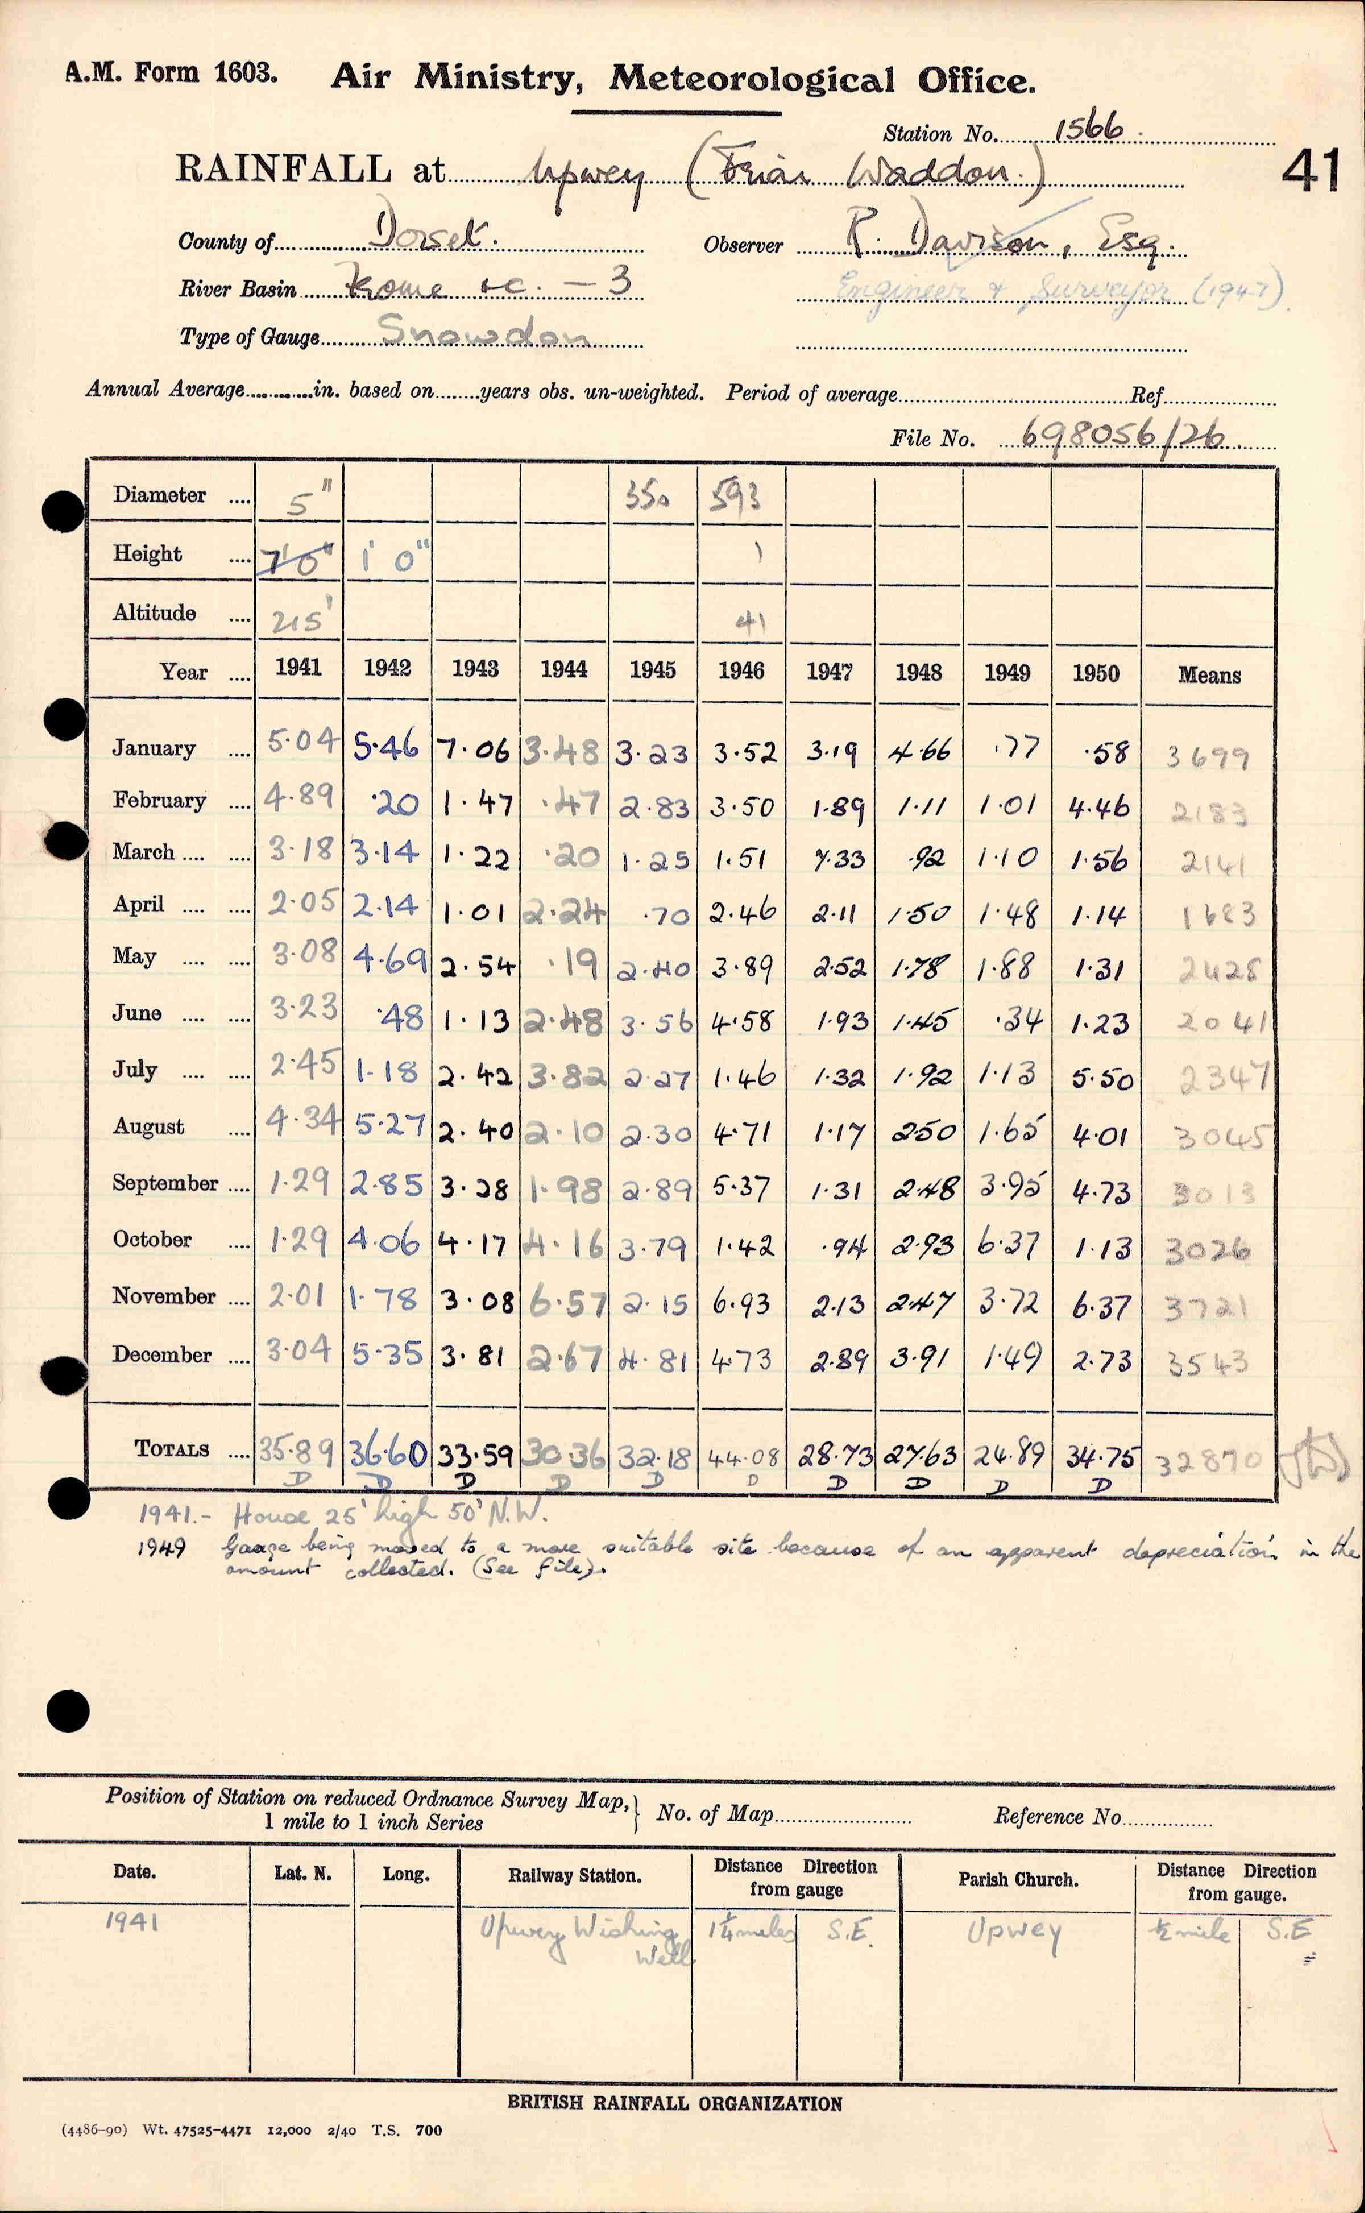 A.M. Form 1603. Air Ministry, Meteorological Office.
Station No. 1566
41
RAINFALL at Upwey (Friar Waddon.)
County of Dorset. Observer R. Davison, Esq.
River Basin Frome &c. — 3 Engineer & Surveyor (1947).
Type of Gauge Snowdon
Annual Average in. based on years obs. un-weighted. Period of average Ref
File No. 698056/26
Diameter 5" 350 593
Height 7'0" 1'0" 1
Altitude 215' 41
Year 1941 1942 1943 1944 1945 1946 1947 1948 1949 1950 Means
January 5.04 5.46 7.06 3.48 3.23 3.52 3.19 4.66 .77 .58 3699
February 4.89 .20 1.47 .47 2.83 3.50 1.89 1.11 1.01 4.46 2183
March 3.18 3.14 1.22 .20 1.25 1.51 7.33 .92 1.10 1.56 2141
April 2.05 2.14 1.01 2.24 .70 2.46 2.11 1.50 1.48 1.14 1683
May 3.08 4.69 2.54 .19 2.40 3.89 2.52 1.78 1.88 1.31 2428
June 3.23 .48 1.13 2.48 3.56 4.58 1.93 1.45 .34 1.23 2041
July 2.45 1.18 2.42 3.82 2.27 1.46 1.32 1.92 1.13 5.50 2347
August 4.34 5.27 2.40 2.10 2.30 4.71 1.17 2.50 1.65 4.01 3045
September 1.29 2.85 3.28 1.98 2.89 5.37 1.31 2.48 3.95 4.73 3013
October 1.29 4.06 4.17 4.16 3.79 1.42 .94 2.93 6.37 1.13 3026
November 2.01 1.78 3.08 6.57 2.15 6.93 2.13 2.47 3.72 6.37 3721
December 3.04 5.35 3.81 2.67 4.81 4.73 2.89 3.91 1.49 2.73 3543
TOTALS 35.89 36.60 33.59 30.36 32.18 44.08 28.73 27.63 24.89 34.75 32870
D D D D D D D D D D
1941.- House 25' high 50' N.W.
1949 Gauge being moved to a more suitable site because of an apparent depreciation in the
amount collected. (See file).
Position of Station on reduced Ordnance Survey Map,
1 mile to 1 inch Series
No. of Map Reference No.
Date. Lat. N. Long. Railway Station. Distance Direction from gauge Parish Church. Distance Direction from gauge.
1941 Upwey Wishing Well 1¼ miles S.E. Upwey ½ mile S.E
BRITISH RAINFALL ORGANIZATION
(4486-90) Wt. 47525-4471 12,000 2/40 T.S. 700